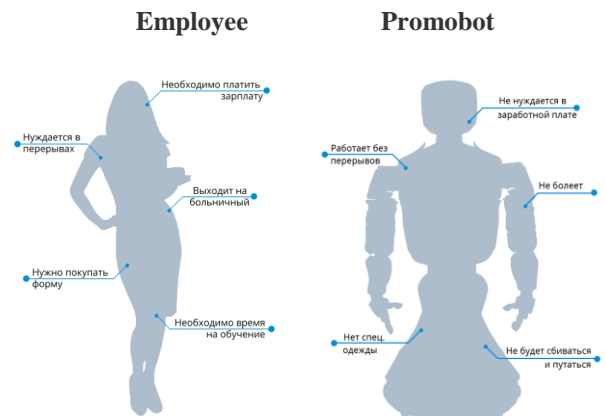 Employee
Promobot
Необходимо платить
зарплату
Нуждается в
перерывах
Выходит на
больничный
Нужно покупать
форму
Необходимо время
на обучение
Не нуждается в
заработной плате
Работает без
перерывов
Не болеет
Нет спец.
одежды
Не будет сбиваться
и путаться